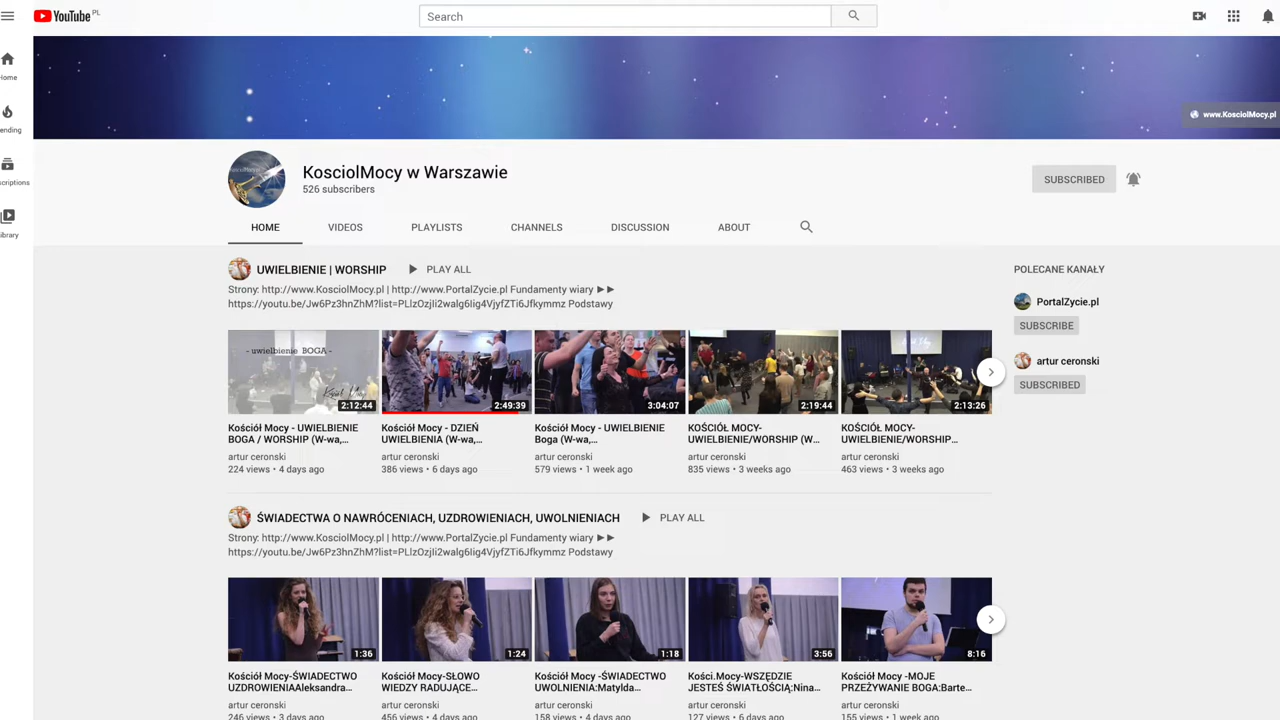 YouTube PL
Search
Home
ending
scriptions
ibrary
www.KosciolMocy.pl
KosciolMocy w Warszawie
526 subscribers
SUBSCRIBED
HOME VIDEOS PLAYLISTS CHANNELS DISCUSSION ABOUT
UWIELBIENIE | WORSHIP PLAY ALL
Strony: http://www.KosciolMocy.pl | http://www.PortalZycie.pl Fundamenty wiary ►►
https://youtu.be/Jw6Pz3hnZhM?list=PLlzOzjIi2walg6Iig4VjyfZTi6Jfkymmz Podstawy
- uwielbienie BOGA -
2:12:44
2:49:39
3:04:07
2:19:44
2:13:26
Kościół Mocy - UWIELBIENIE
BOGA / WORSHIP (W-wa,...
artur ceronski
224 views • 4 days ago
Kościół Mocy - DZIEŃ
UWIELBIENIA (W-wa,...
artur ceronski
386 views • 6 days ago
Kościół Mocy - UWIELBIENIE
Boga (W-wa,...
artur ceronski
579 views • 1 week ago
KOŚCIÓŁ MOCY-
UWIELBIENIE/WORSHIP (W...
artur ceronski
835 views • 3 weeks ago
KOŚCIÓŁ MOCY-
UWIELBIENIE/WORSHIP...
artur ceronski
463 views • 3 weeks ago
ŚWIADECTWA O NAWRÓCENIACH, UZDROWIENIACH, UWOLNIENIACH PLAY ALL
Strony: http://www.KosciolMocy.pl | http://www.PortalZycie.pl Fundamenty wiary ►►
https://youtu.be/Jw6Pz3hnZhM?list=PLlzOzjIi2walg6Iig4VjyfZTi6Jfkymmz Podstawy
1:36
1:24
1:18
3:56
8:16
Kościół Mocy-ŚWIADECTWO
UZDROWIENIAAleksandra...
artur ceronski
246 views • 3 days ago
Kościół Mocy-SŁOWO
WIEDZY RADUJĄCE...
artur ceronski
456 views • 4 days ago
Kościół Mocy -ŚWIADECTWO
UWOLNIENIA:Matylda...
artur ceronski
158 views • 4 days ago
Kości.Mocy-WSZĘDZIE
JESTEŚ ŚWIATŁOŚCIĄ:Nina...
artur ceronski
127 views • 6 days ago
Kościół Mocy -MOJE
PRZEŻYWANIE BOGA:Barte...
artur ceronski
155 views • 1 week ago
POLECANE KANAŁY
PortalZycie.pl
SUBSCRIBE
artur ceronski
SUBSCRIBED